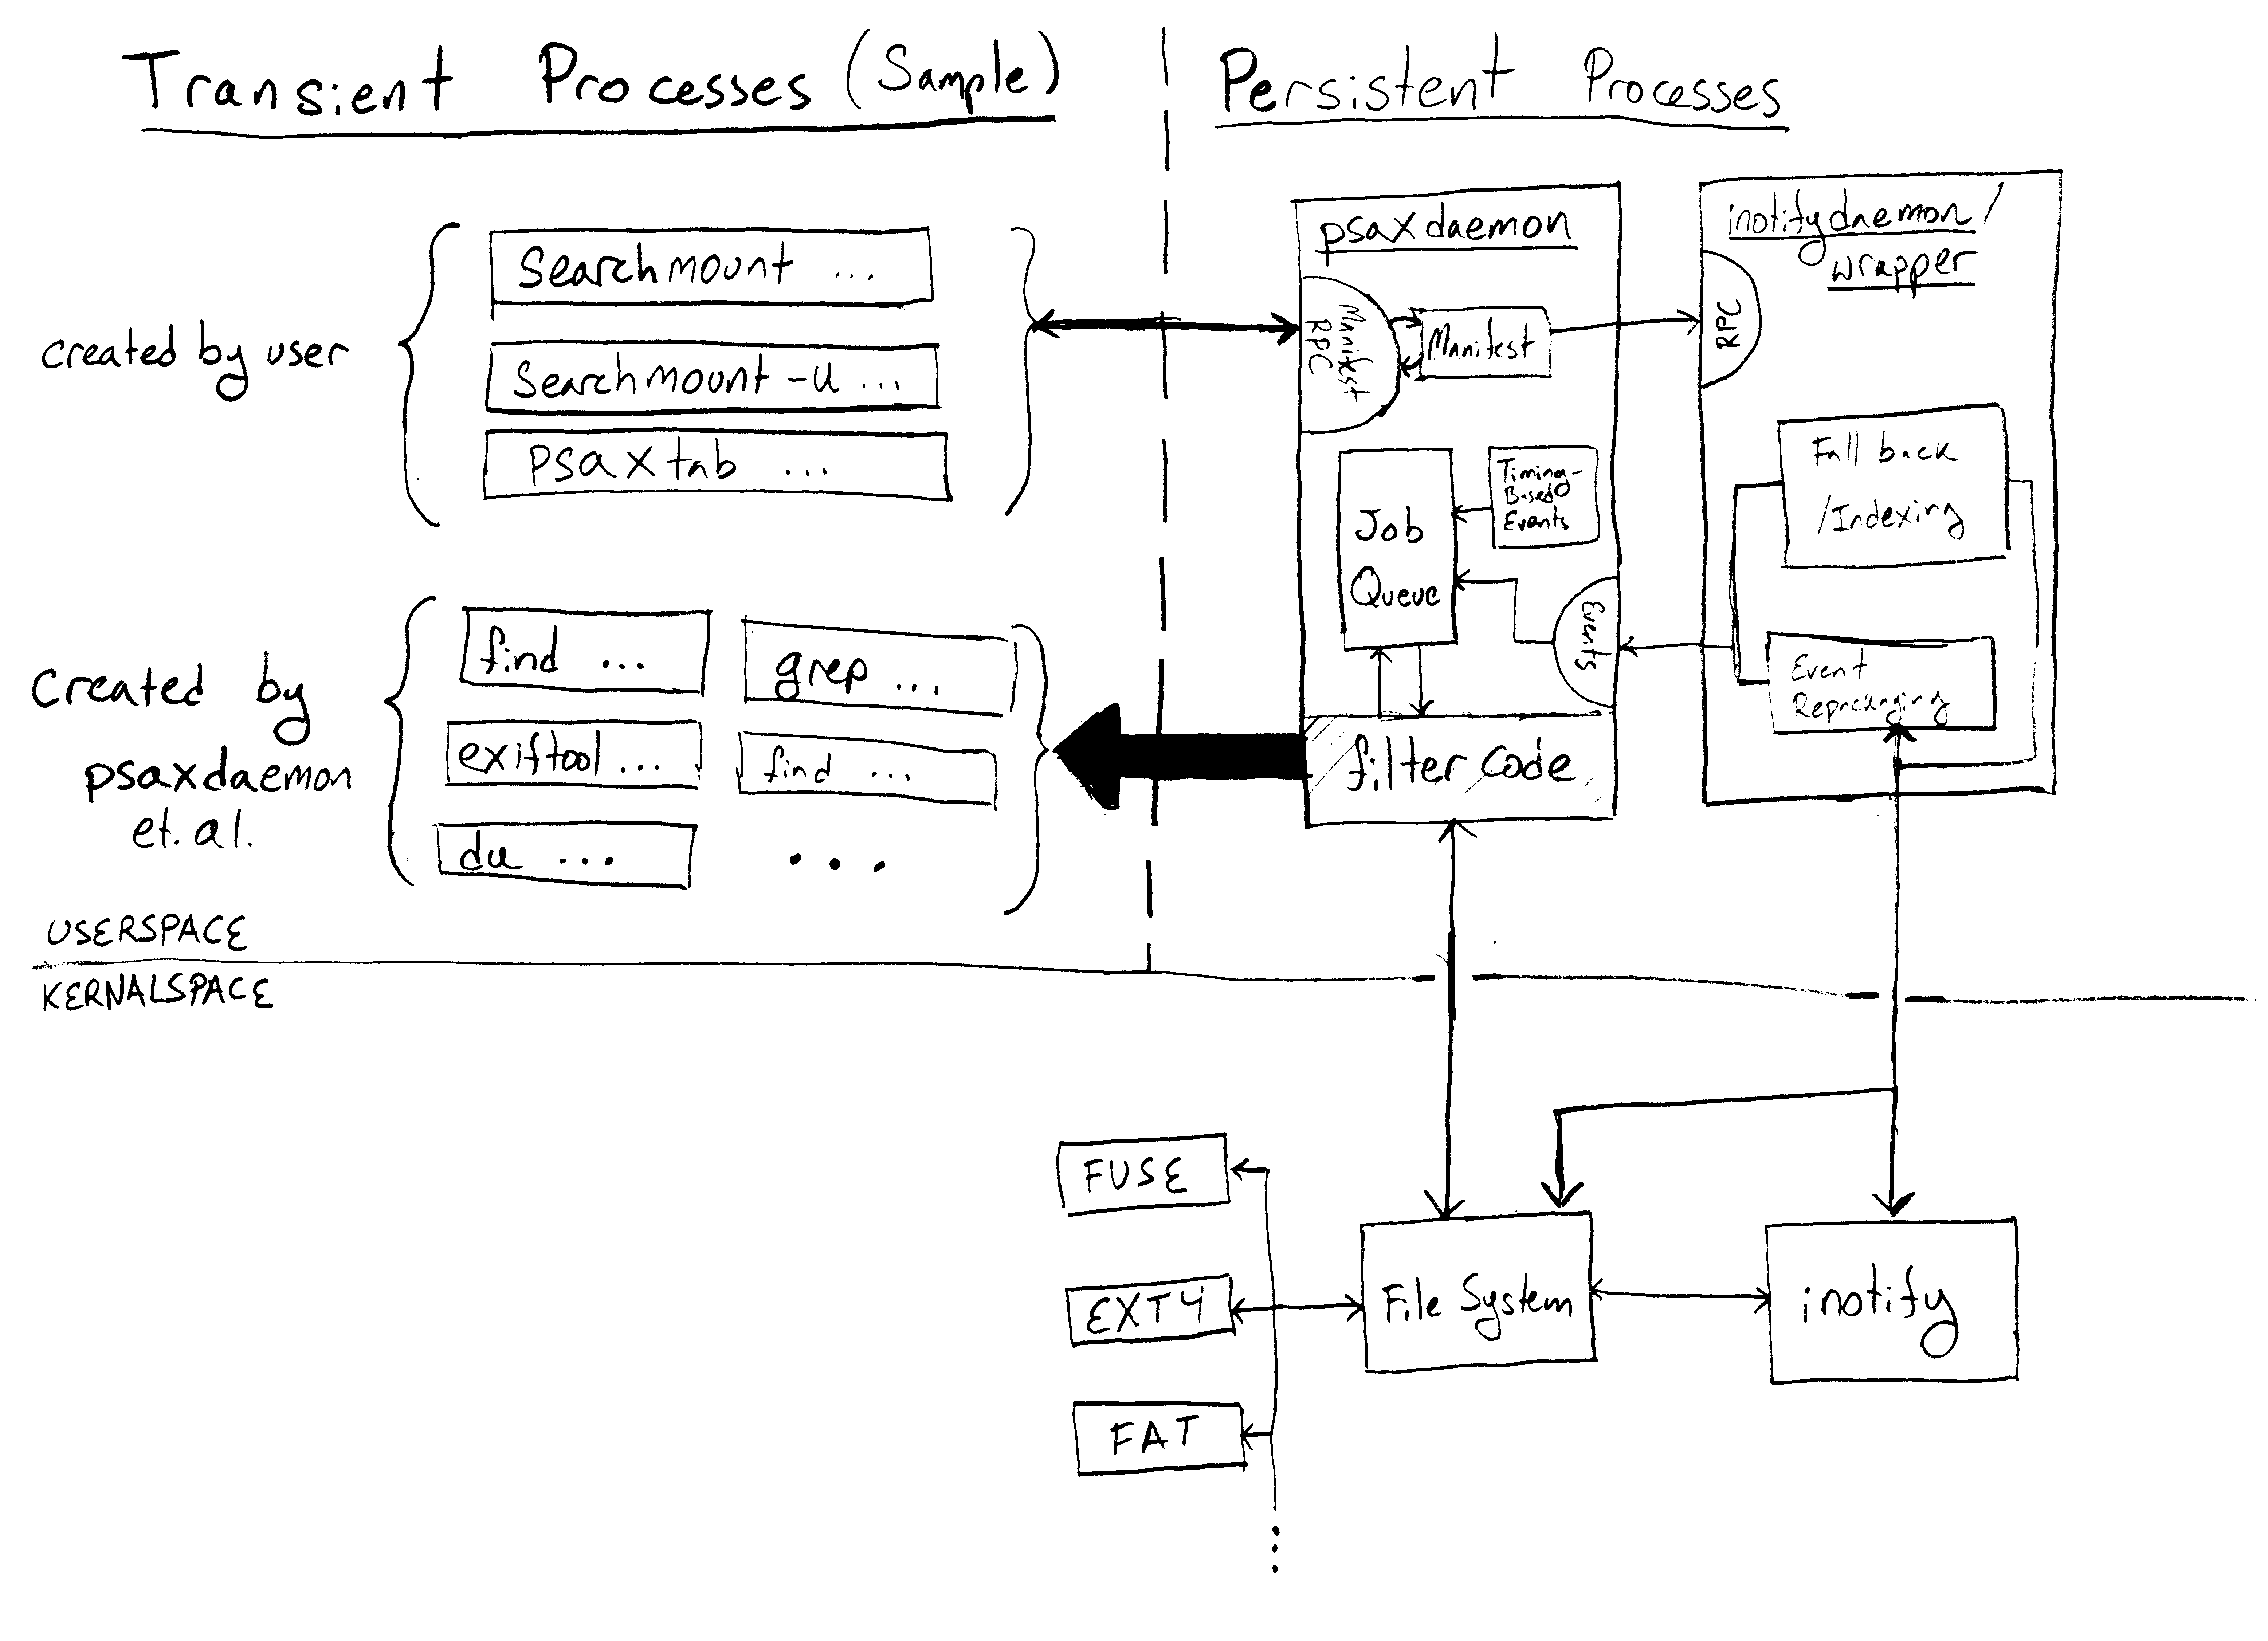 Transient Processes (Sample)
Persistent Processes
created by user
Searchmount ...
Searchmount -u ...
psaxtab ...
created by
psaxdaemon
et. al.
find ...
grep ...
exiftool ...
find ...
du ...
...
psaxdaemon
Manifest
RPC
Manifest
Job
Queue
Timing-
Based
Events
Events
filter code
inotifydaemon/
wrapper
RPC
Fall back
/Indexing
Event
Repackaging
USERSPACE
KERNALSPACE
FUSE
EXT4
FAT
File System
inotify